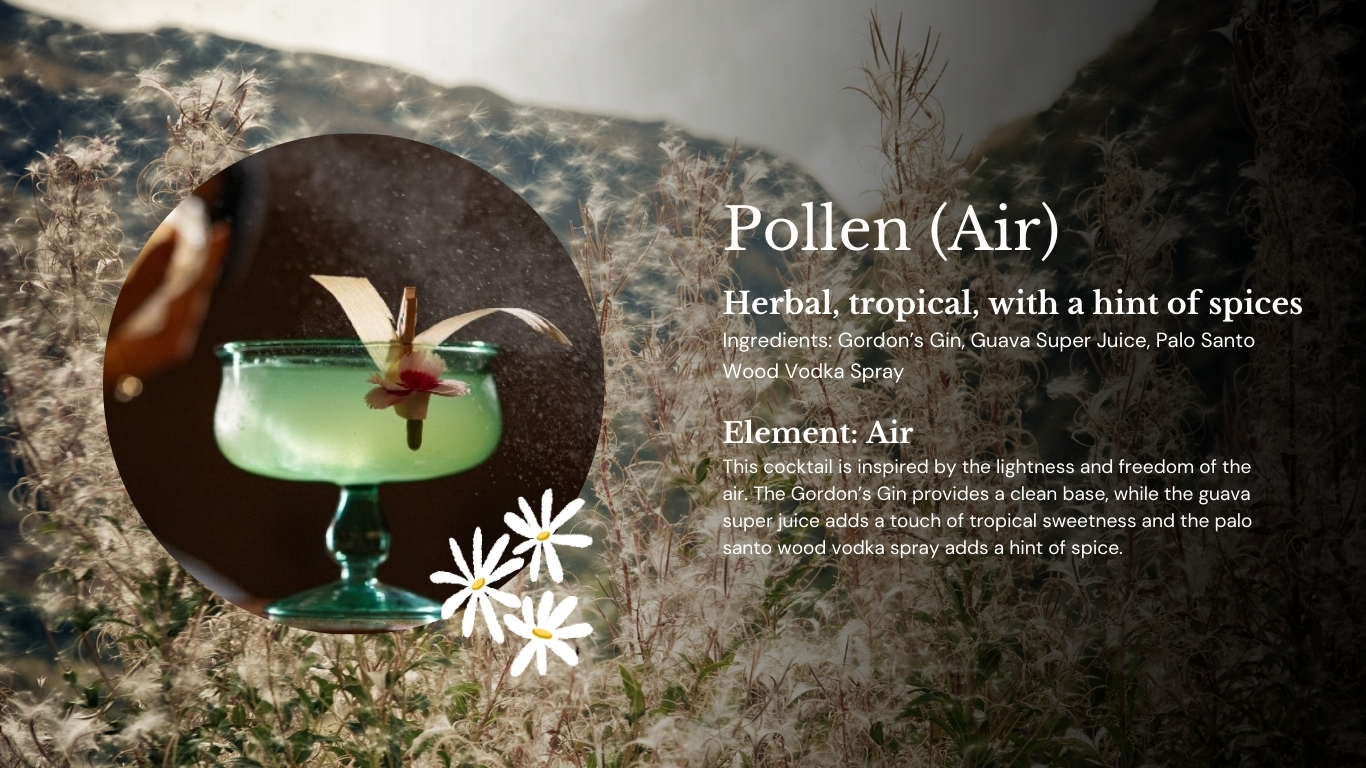 Pollen (Air)
Herbal, tropical, with a hint of spices
Ingredients: Gordon’s Gin, Guava Super Juice, Palo Santo
Wood Vodka Spray
Element: Air
This cocktail is inspired by the lightness and freedom of the
air. The Gordon’s Gin provides a clean base, while the guava
super juice adds a touch of tropical sweetness and the palo
santo wood vodka spray adds a hint of spice.